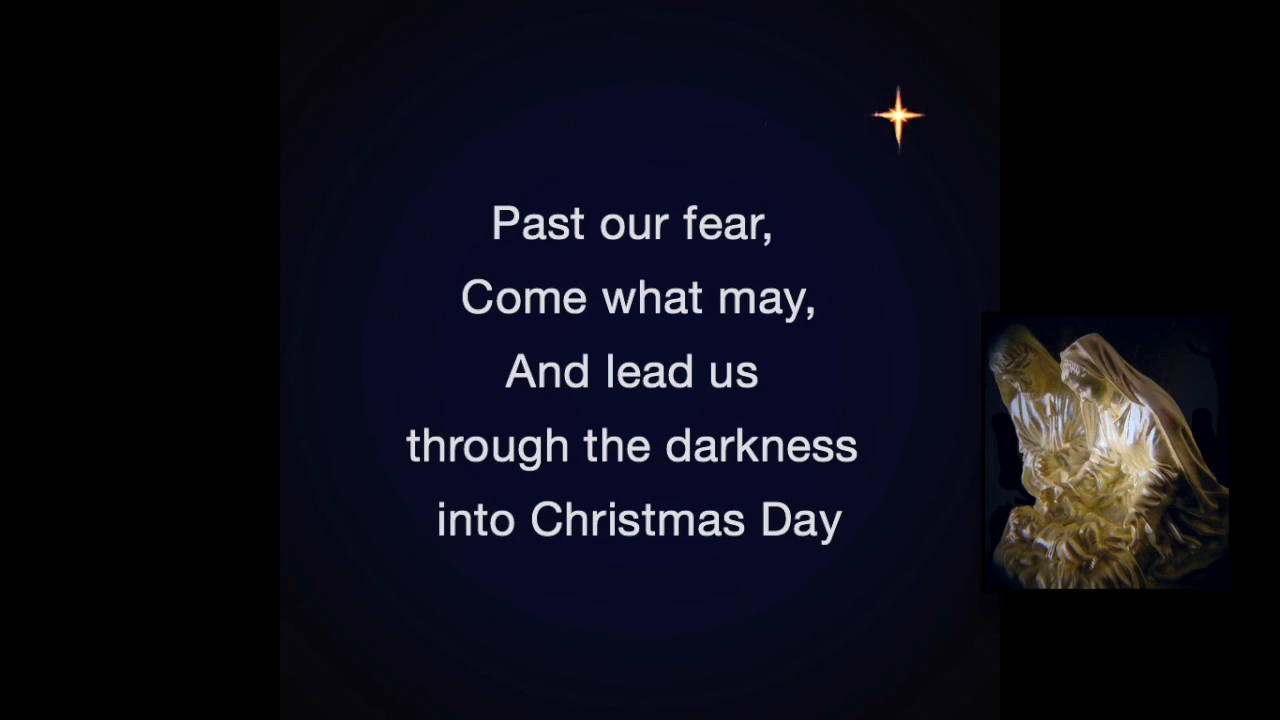 Past our fear,
Come what may,
And lead us
through the darkness
into Christmas Day